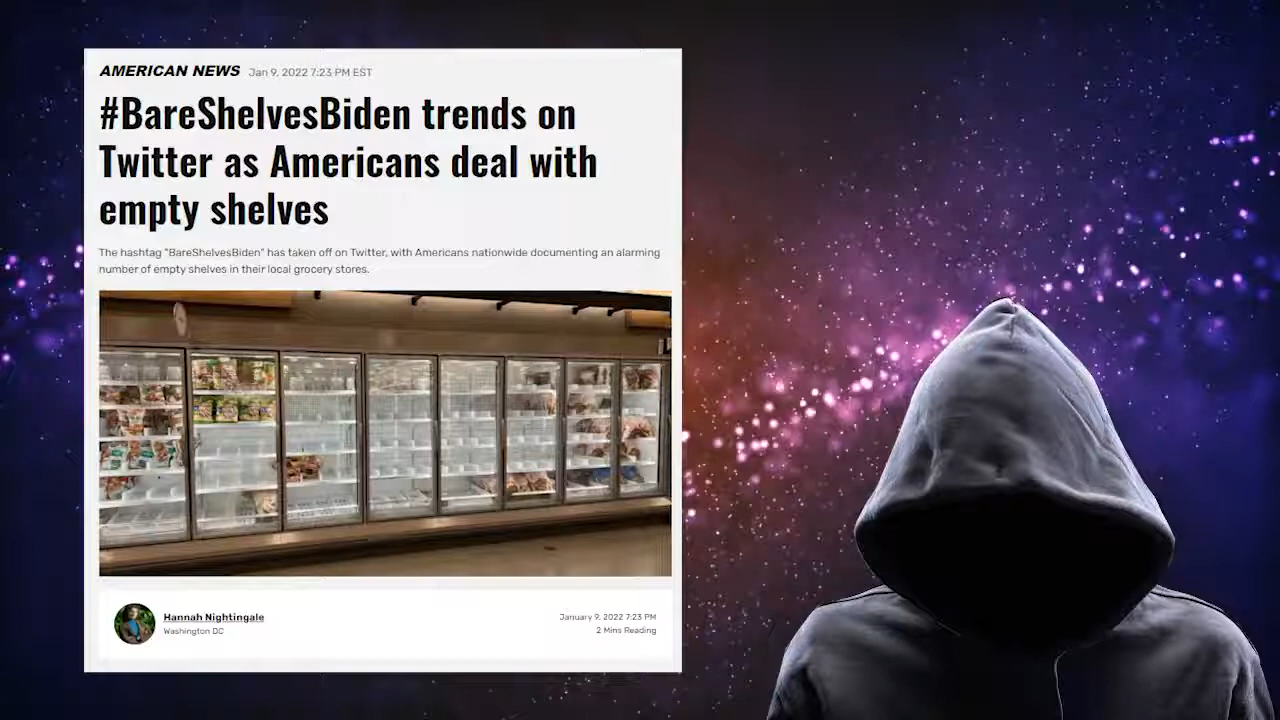 AMERICAN NEWS Jan 9, 2022 7:23 PM EST
#BareShelvesBiden trends on
Twitter as Americans deal with
empty shelves
The hashtag "BareShelvesBiden" has taken off on Twitter, with Americans nationwide documenting an alarming
number of empty shelves in their local grocery stores.
Hannah Nightingale
Washington DC
January 9, 2022 7:23 PM
2 Mins Reading